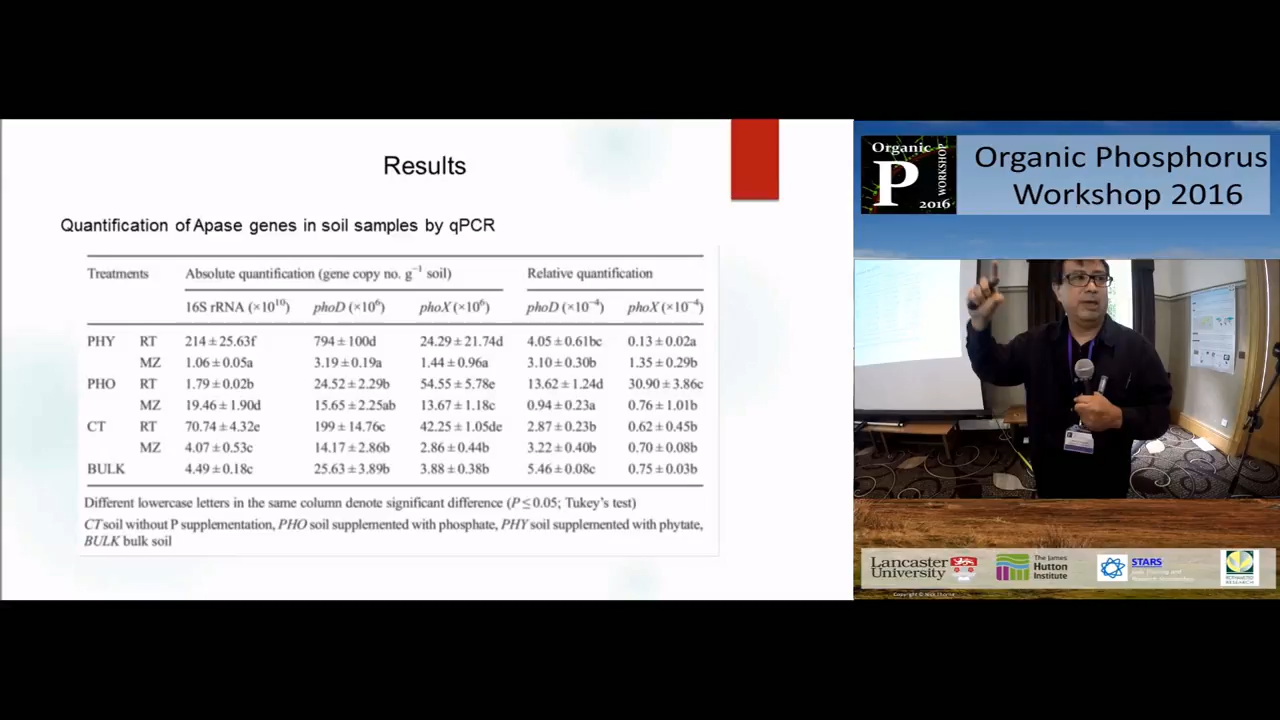 Results
Quantification of Apase genes in soil samples by qPCR
Treatments Absolute quantification (gene copy no. g⁻¹ soil) Relative quantification
16S rRNA (×10¹⁰) phoD (×10⁶) phoX (×10⁶) phoD (×10⁻⁴) phoX (×10⁻⁴)
PHY RT 214 ± 25.63f 794 ± 100d 24.29 ± 21.74d 4.05 ± 0.61bc 0.13 ± 0.02a
MZ 1.06 ± 0.05a 3.19 ± 0.19a 1.44 ± 0.96a 3.10 ± 0.30b 1.35 ± 0.29b
PHO RT 1.79 ± 0.02b 24.52 ± 2.29b 54.55 ± 5.78e 13.62 ± 1.24d 30.90 ± 3.86c
MZ 19.46 ± 1.90d 15.65 ± 2.25ab 13.67 ± 1.18c 0.94 ± 0.23a 0.76 ± 1.01b
CT RT 70.74 ± 4.32e 199 ± 14.76c 42.25 ± 1.05de 2.87 ± 0.23b 0.62 ± 0.45b
MZ 4.07 ± 0.53c 14.17 ± 2.86b 2.86 ± 0.44b 3.22 ± 0.40b 0.70 ± 0.08b
BULK 4.49 ± 0.18c 25.63 ± 3.89b 3.88 ± 0.38b 5.46 ± 0.08c 0.75 ± 0.03b
Different lowercase letters in the same column denote significant difference (P ≤ 0.05; Tukey's test)
CT soil without P supplementation, PHO soil supplemented with phosphate, PHY soil supplemented with phytate,
BULK bulk soil
Organic
P
WORKSHOP
2016
Organic Phosphorus
Workshop 2016
Lancaster
University
The James
Hutton
Institute
STARS